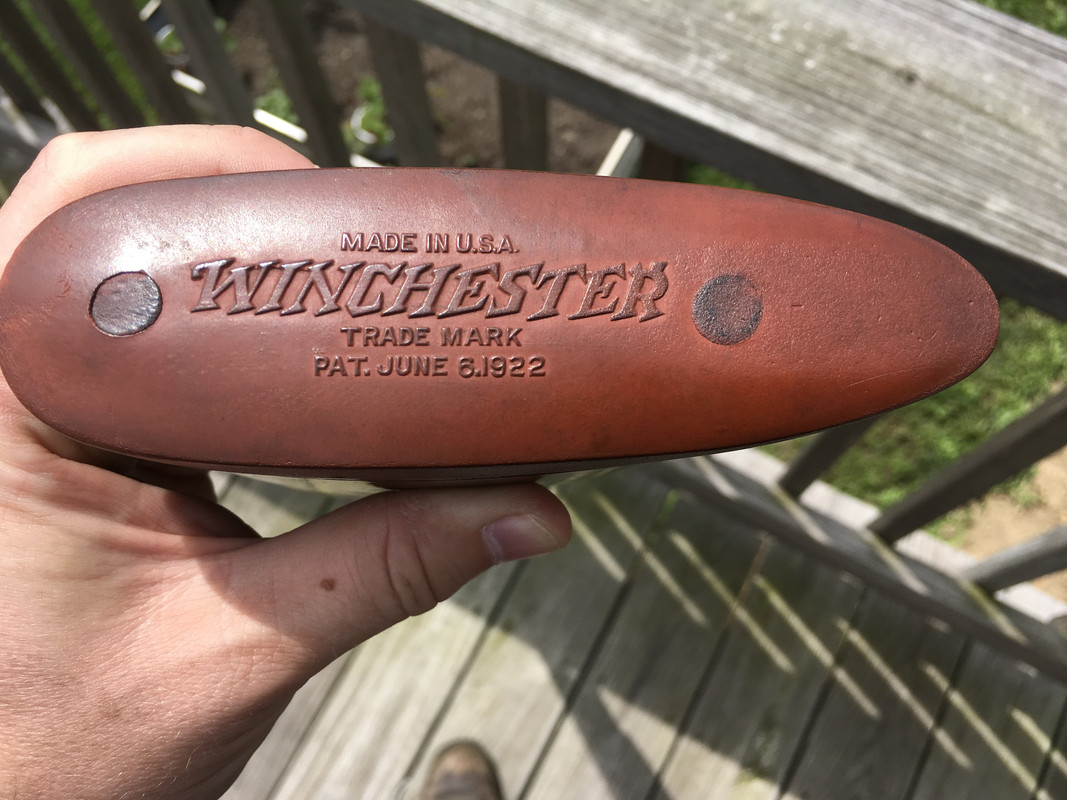 MADE IN U.S.A.
WINCHESTER
TRADE MARK
PAT. JUNE 6.1922